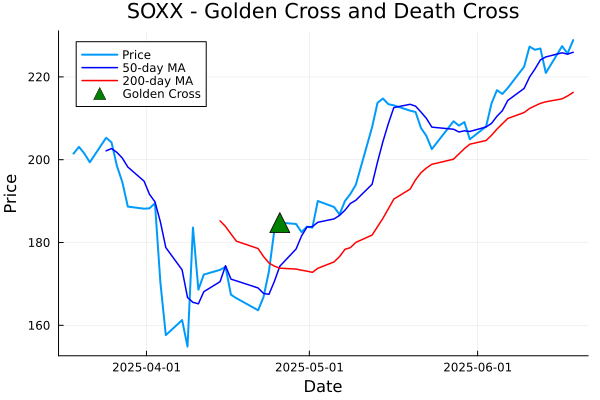 SOXX - Golden Cross and Death Cross
Price
50-day MA
200-day MA
Golden Cross
220
200
180
160
Price
2025-04-01
2025-05-01
2025-06-01
Date